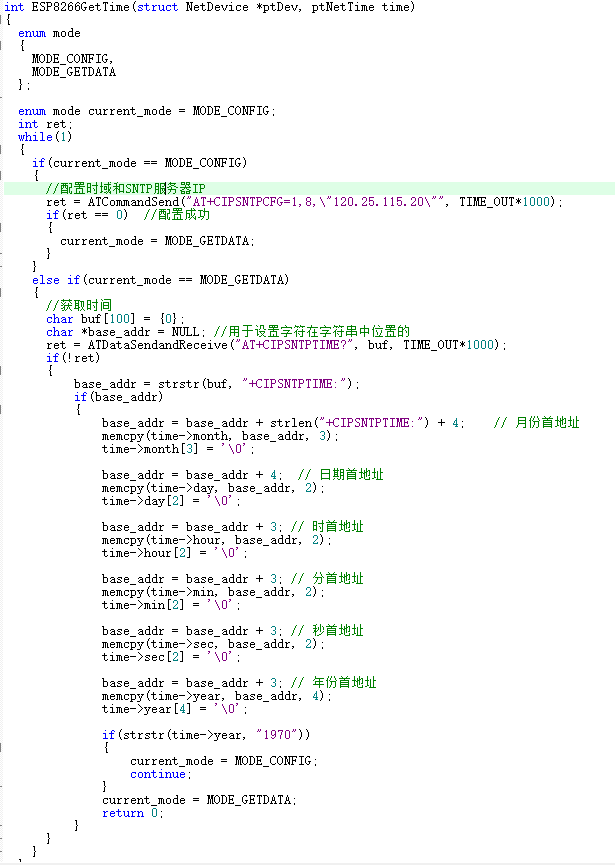 int ESP8266GetTime(struct NetDevice *ptDev, ptNetTime time)
{
  enum mode
  {
    MODE_CONFIG,
    MODE_GETDATA
  };

  enum mode current_mode = MODE_CONFIG;
  int ret;
  while(1)
  {
    if(current_mode == MODE_CONFIG)
    {
      //配置时域和SNTP服务器IP
      ret = ATCommandSend("AT+CIPSNTPCFG=1,8,\"120.25.115.20\"", TIME_OUT*1000);
      if(ret == 0)  //配置成功
      {
        current_mode = MODE_GETDATA;
      }
    }
    else if(current_mode == MODE_GETDATA)
    {
      //获取时间
      char buf[100] = {0};
      char *base_addr = NULL; //用于设置字符在字符串中位置的
      ret = ATDataSendandReceive("AT+CIPSNTPTIME?", buf, TIME_OUT*1000);
      if(!ret)
      {
          base_addr = strstr(buf, "+CIPSNTPTIME:");
          if(base_addr)
          {
              base_addr = base_addr + strlen("+CIPSNTPTIME:") + 4;    // 月份首地址
              memcpy(time->month, base_addr, 3);
              time->month[3] = '\0';

              base_addr = base_addr + 4;  // 日期首地址
              memcpy(time->day, base_addr, 2);
              time->day[2] = '\0';

              base_addr = base_addr + 3; // 时首地址
              memcpy(time->hour, base_addr, 2);
              time->hour[2] = '\0';

              base_addr = base_addr + 3; // 分首地址
              memcpy(time->min, base_addr, 2);
              time->min[2] = '\0';

              base_addr = base_addr + 3; // 秒首地址
              memcpy(time->sec, base_addr, 2);
              time->sec[2] = '\0';

              base_addr = base_addr + 3; // 年份首地址
              memcpy(time->year, base_addr, 4);
              time->year[4] = '\0';

              if(strstr(time->year, "1970"))
              {
                  current_mode = MODE_CONFIG;
                  continue;
              }
              current_mode = MODE_GETDATA;
              return 0;
          }
      }
    }